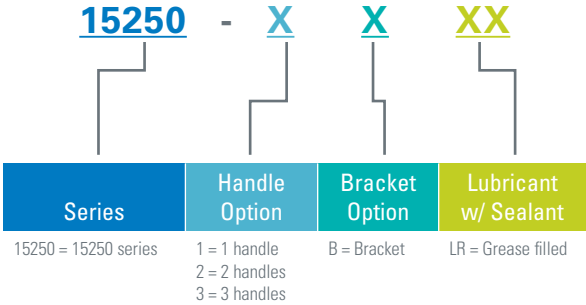 15250 - X X XX
Series
Handle Option
Bracket Option
Lubricant w/ Sealant
15250 = 15250 series
1 = 1 handle
2 = 2 handles
3 = 3 handles
B = Bracket
LR = Grease filled